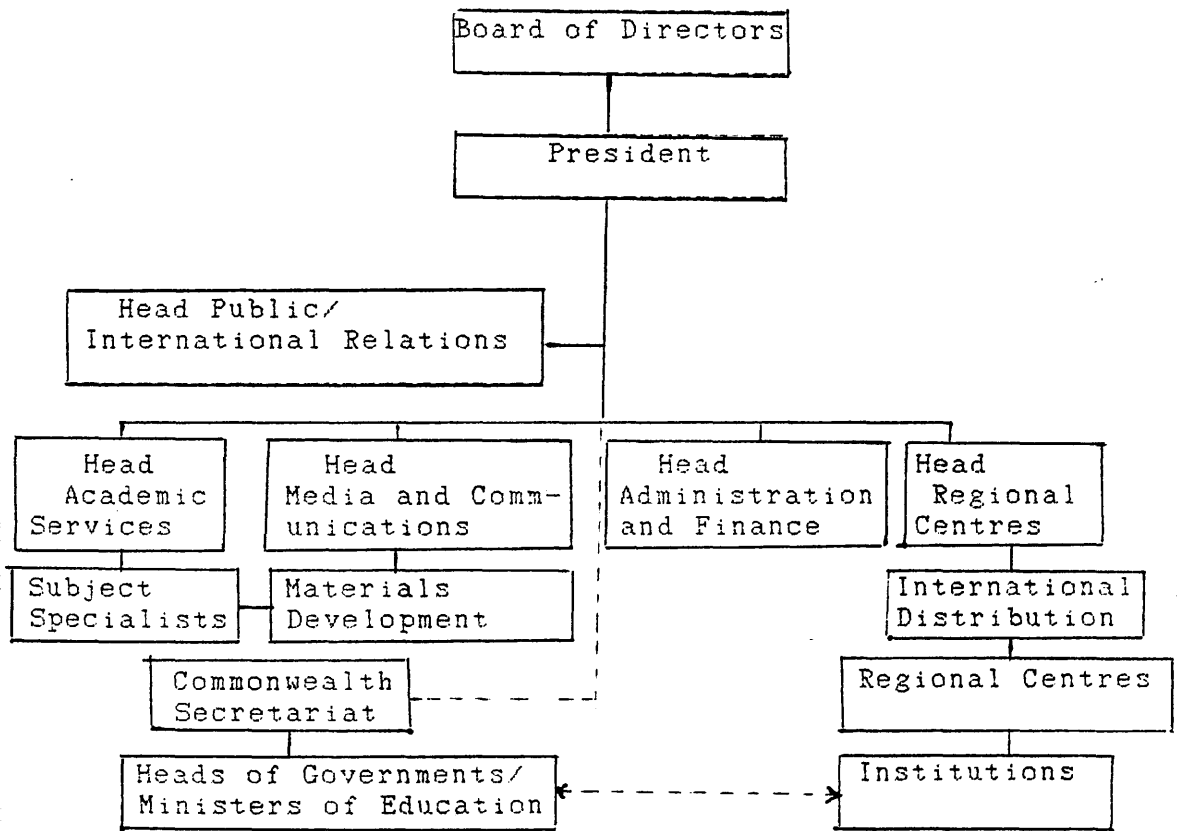 Board of Directors
President
Head Public/
International Relations
Head
Academic
Services
Head
Media and Comm-
unications
Head
Administration
and Finance
Head
Regional
Centres
Subject
Specialists
Materials
Development
International
Distribution
Commonwealth
Secretariat
Regional Centres
Heads of Governments/
Ministers of Education
Institutions